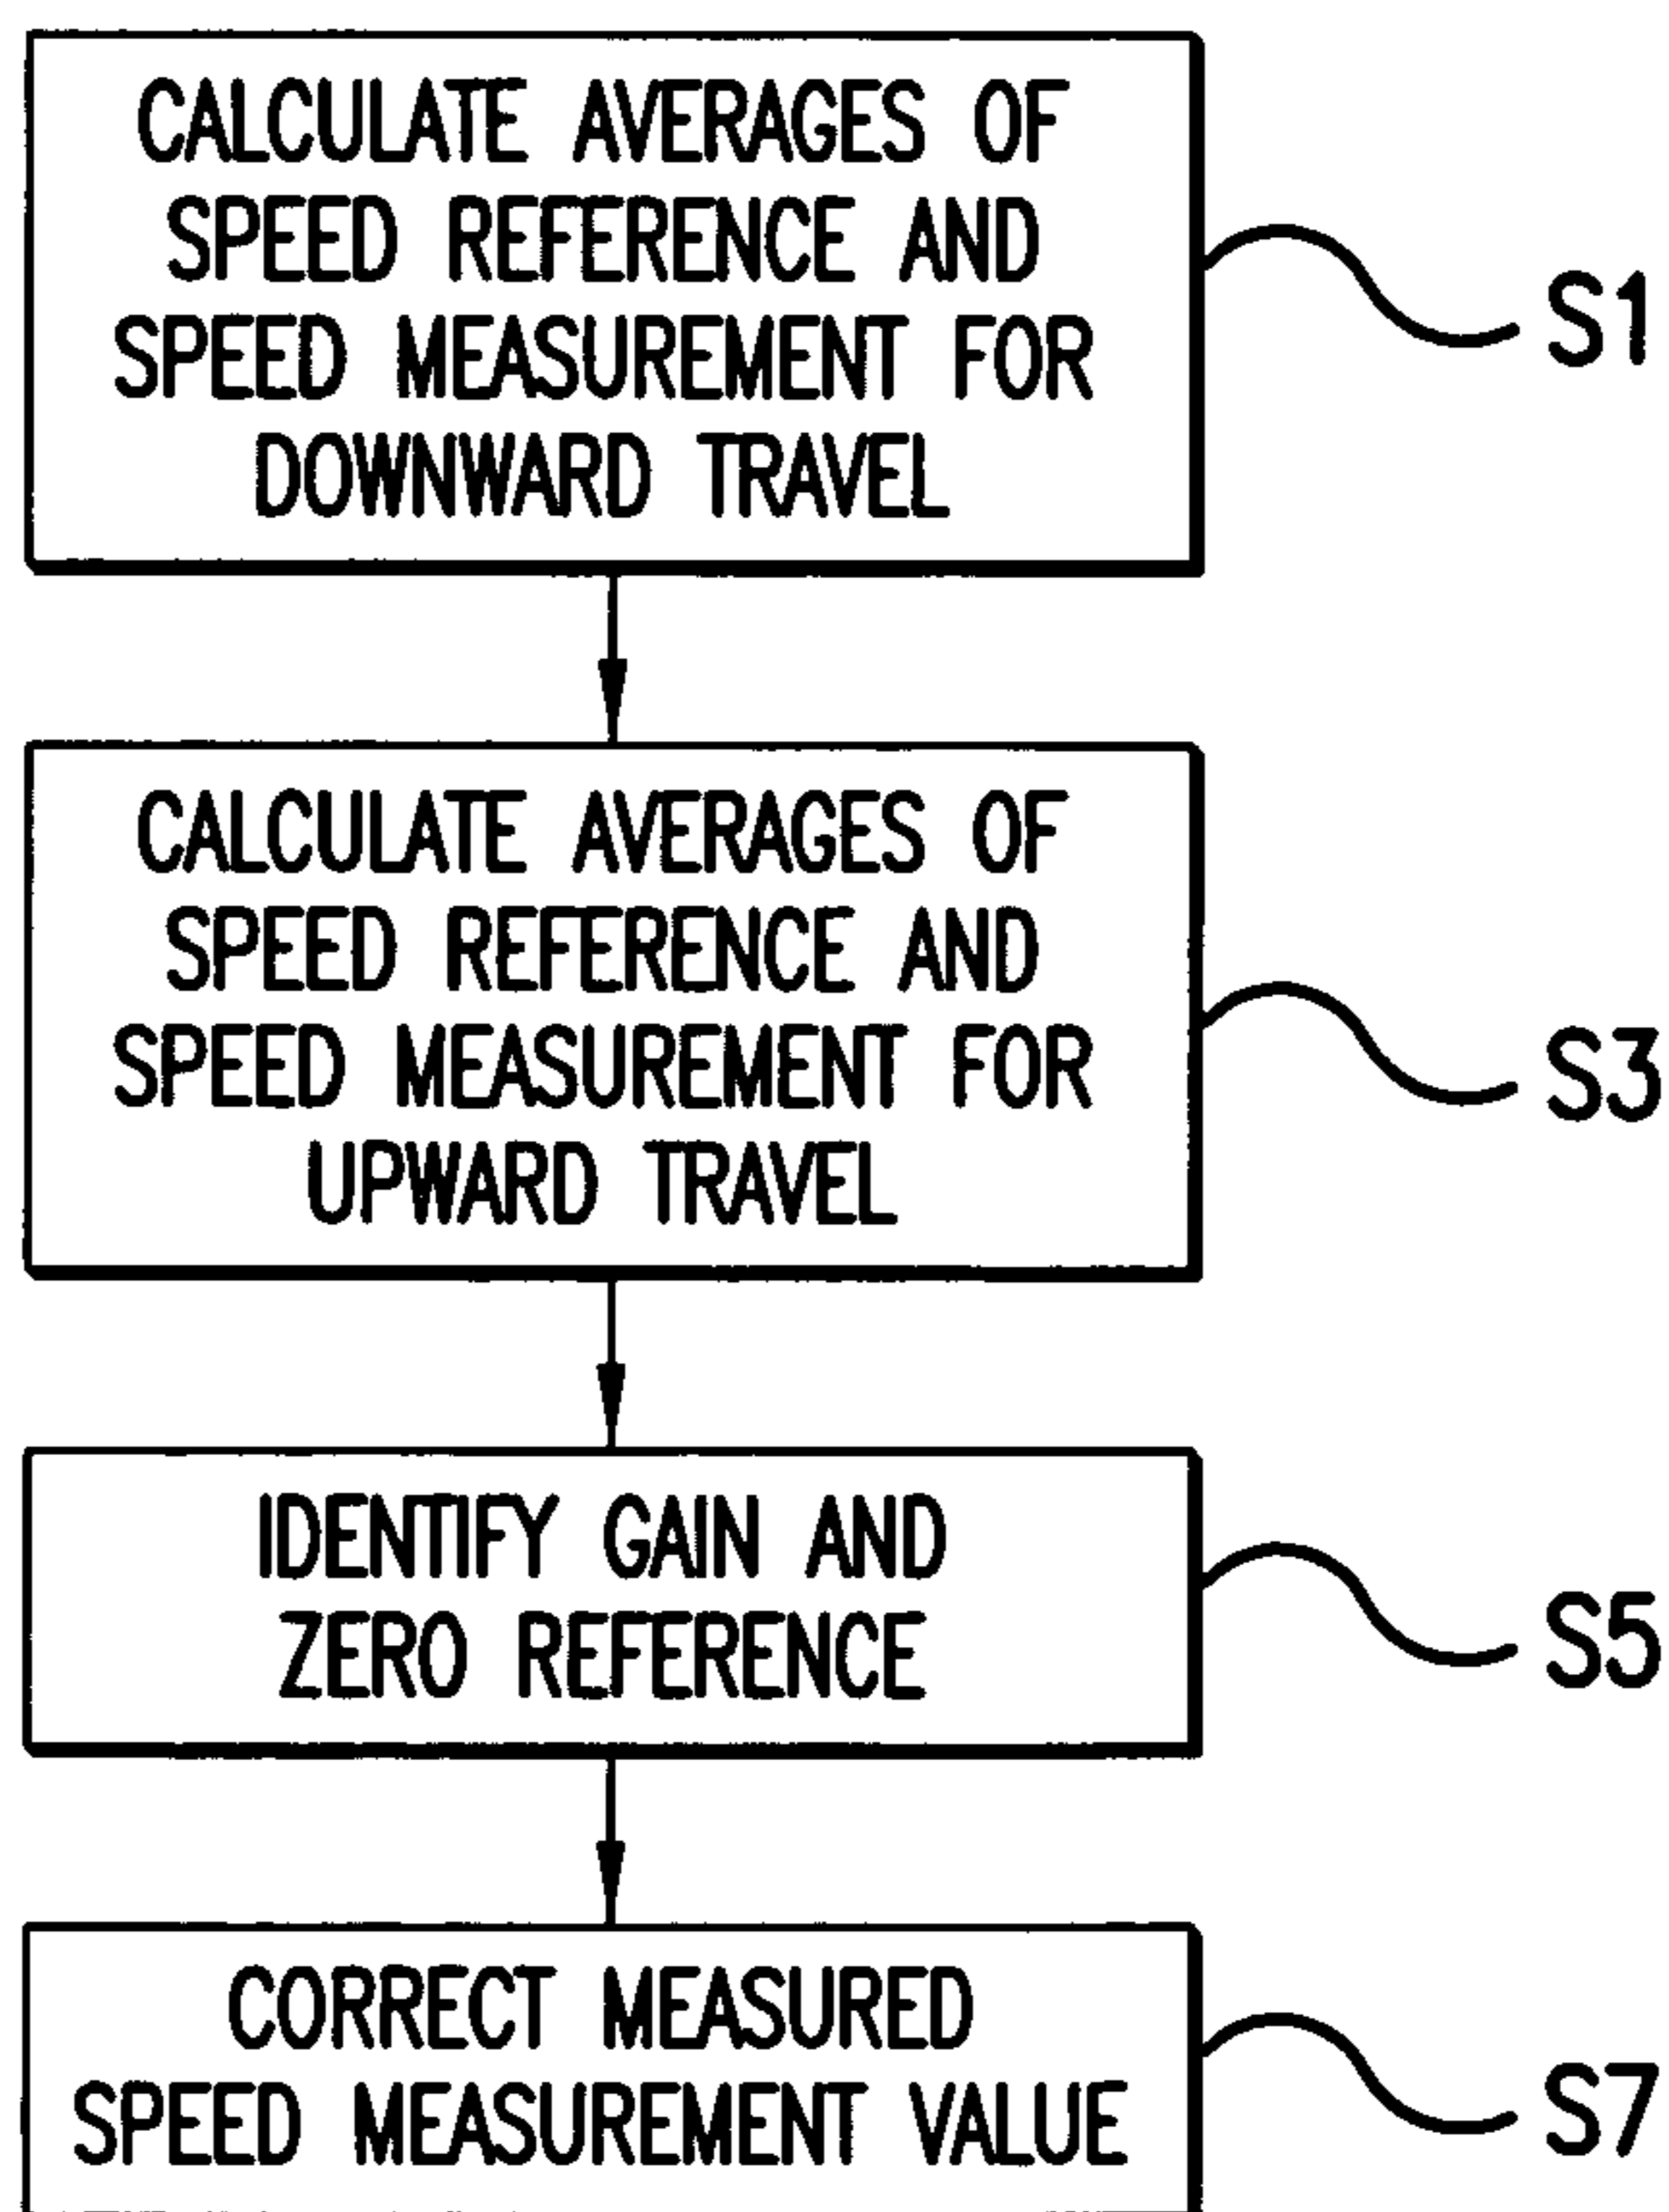 CALCULATE AVERAGES OF
SPEED REFERENCE AND
SPEED MEASUREMENT FOR
DOWNWARD TRAVEL
S1
CALCULATE AVERAGES OF
SPEED REFERENCE AND
SPEED MEASUREMENT FOR
UPWARD TRAVEL
S3
IDENTIFY GAIN AND
ZERO REFERENCE
S5
CORRECT MEASURED
SPEED MEASUREMENT VALUE
S7